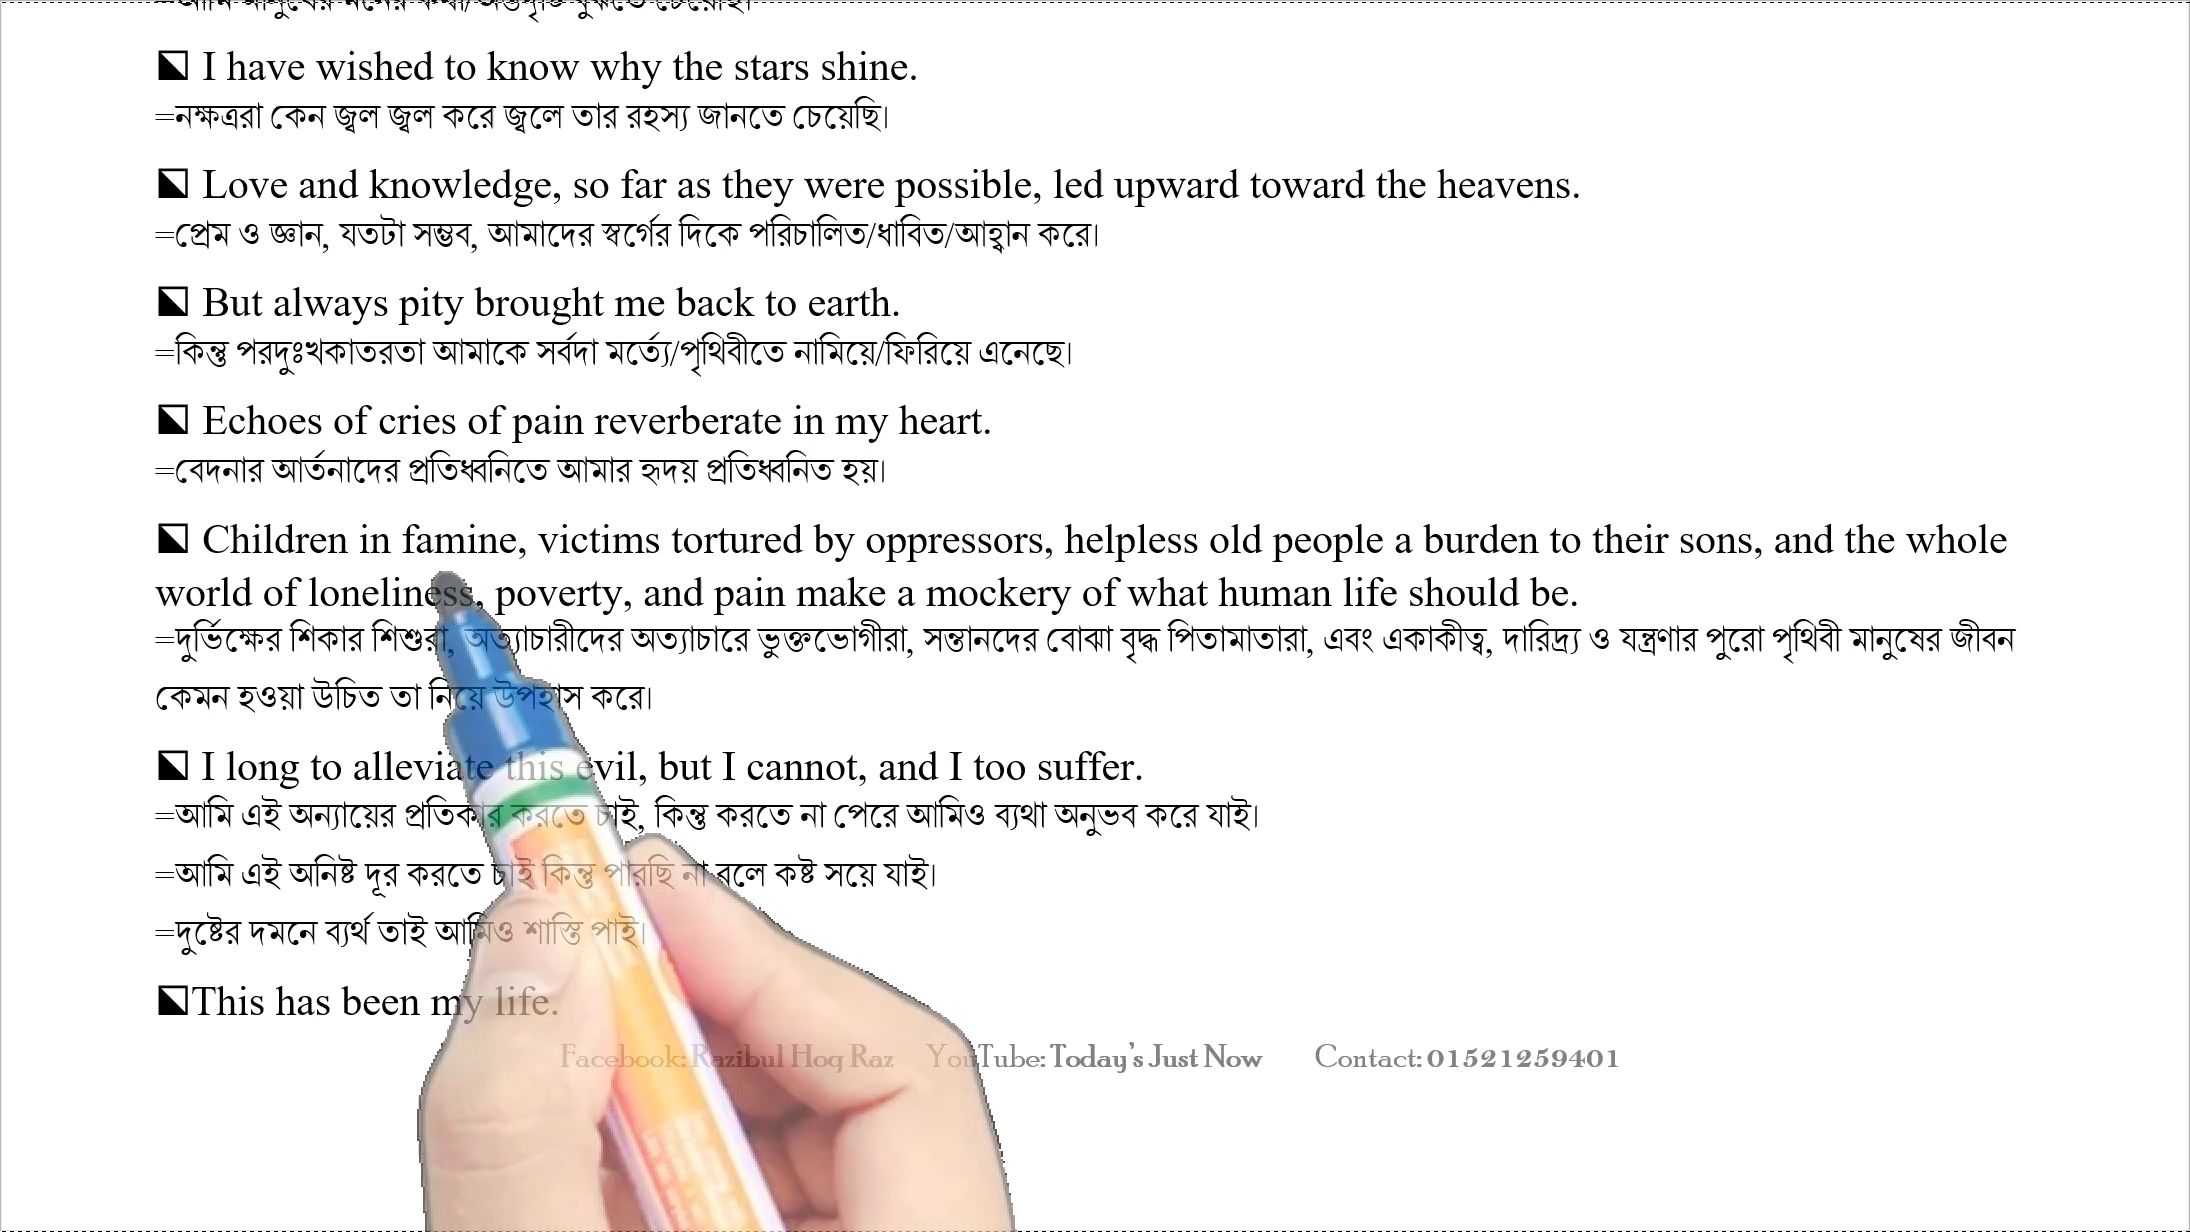 =আমি মানুষের মনের কথা/অন্তর্দৃষ্টি বুঝতে চেয়েছি।
I have wished to know why the stars shine.
=নক্ষত্ররা কেন জ্বল জ্বল করে জ্বলে তার রহস্য জানতে চেয়েছি।
Love and knowledge, so far as they were possible, led upward toward the heavens.
=প্রেম ও জ্ঞান, যতটা সম্ভব, আমাদের স্বর্গের দিকে পরিচালিত/ধাবিত/আহ্বান করে।
But always pity brought me back to earth.
=কিন্তু পরদুঃখকাতরতা আমাকে সর্বদা মর্ত্যে/পৃথিবীতে নামিয়ে/ফিরিয়ে এনেছে।
Echoes of cries of pain reverberate in my heart.
=বেদনার আর্তনাদের প্রতিধ্বনিতে আমার হৃদয় প্রতিধ্বনিত হয়।
Children in famine, victims tortured by oppressors, helpless old people a burden to their sons, and the whole
world of loneliness, poverty, and pain make a mockery of what human life should be.
=দুর্ভিক্ষের শিকার শিশুরা, অত্যাচারীদের অত্যাচারে ভুক্তভোগীরা, সন্তানদের বোঝা বৃদ্ধ পিতামাতারা, এবং একাকীত্ব, দারিদ্র্য ও যন্ত্রণার পুরো পৃথিবী মানুষের জীবন
কেমন হওয়া উচিত তা নিয়ে উপহাস করে।
I long to alleviate this evil, but I cannot, and I too suffer.
=আমি এই অন্যায়ের প্রতিকার করতে চাই, কিন্তু করতে না পেরে আমিও ব্যথা অনুভব করে যাই।
=আমি এই অনিষ্ট দূর করতে চাই কিন্তু পারছি না বলে কষ্ট সয়ে যাই।
=দুষ্টের দমনে ব্যর্থ তাই আমিও শাস্তি পাই।
This has been my life.
Facebook: Razibul Hoq Raz YouTube: Today's Just Now Contact: 01521259401